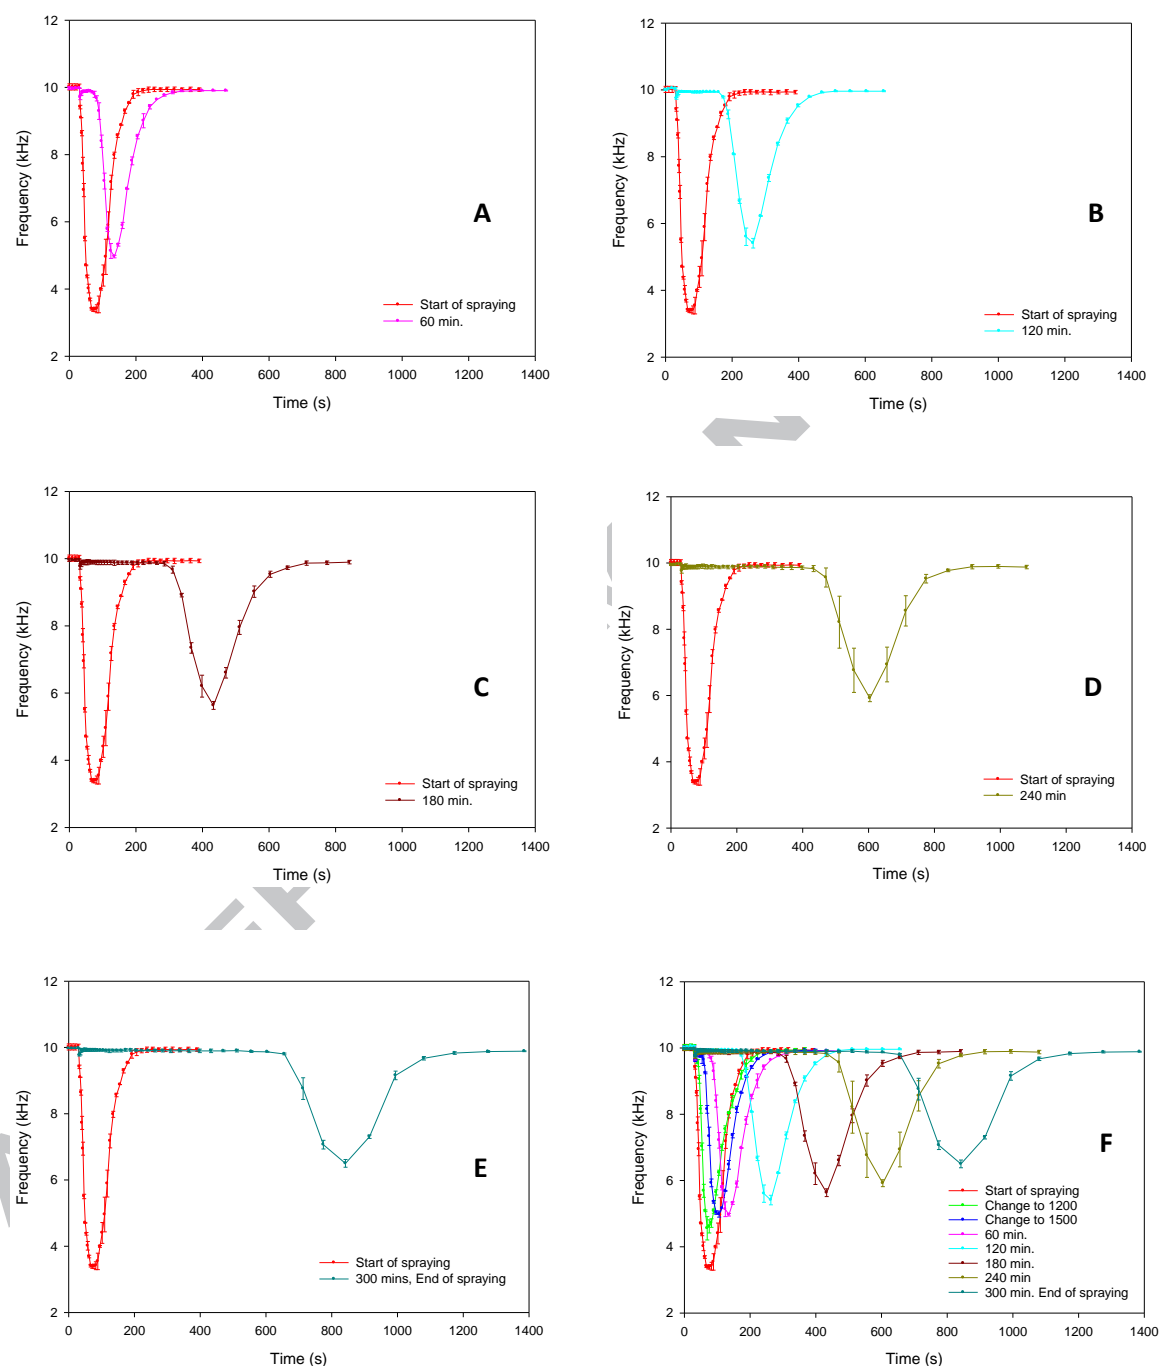 12
10
8
6
4
2
Frequency (kHz)
A
Start of spraying
60 min.
0 200 400 600 800 1000 1200 1400
Time (s)
12
10
8
6
4
2
Frequency (kHz)
B
Start of spraying
120 min.
0 200 400 600 800 1000 1200 1400
Time (s)
12
10
8
6
4
2
Frequency (kHz)
C
Start of spraying
180 min.
0 200 400 600 800 1000 1200 1400
Time (s)
12
10
8
6
4
2
Frequency (kHz)
D
Start of spraying
240 min
0 200 400 600 800 1000 1200 1400
Time (s)
12
10
8
6
4
2
Frequency (kHz)
E
Start of spraying
300 mins, End of spraying
0 200 400 600 800 1000 1200 1400
Time (s)
12
10
8
6
4
2
Frequency (kHz)
F
Start of spraying
Change to 1200
Change to 1500
60 min.
120 min.
180 min.
240 min
300 min. End of spraying
0 200 400 600 800 1000 1200 1400
Time (s)